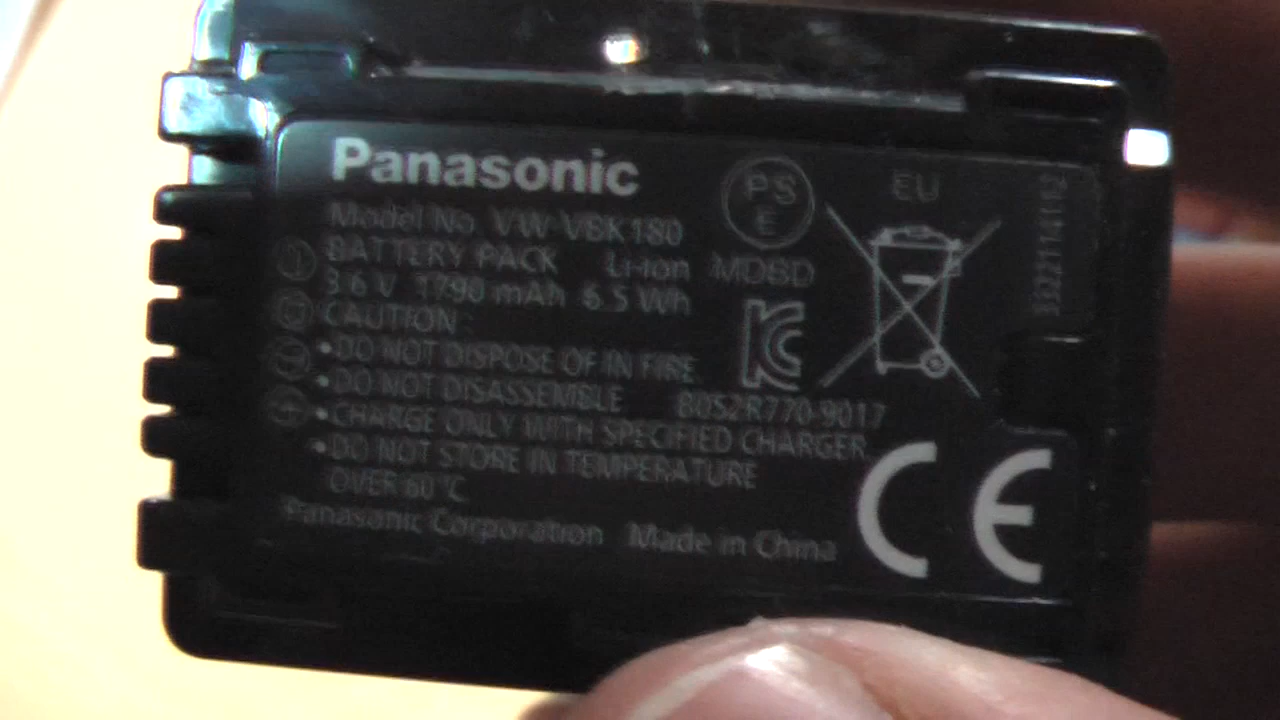 Panasonic
PS
E
EU
Model No. VW-VBK180
BATTERY PACK Li-ion MDBD
3.6 V 1790 mAh 6.5 Wh
CAUTION:
•DO NOT DISPOSE OF IN FIRE.
•DO NOT DISASSEMBLE B052R770-9017
•CHARGE ONLY WITH SPECIFIED CHARGER.
•DO NOT STORE IN TEMPERATURE
OVER 60 ℃
Panasonic Corporation Made in China
CE